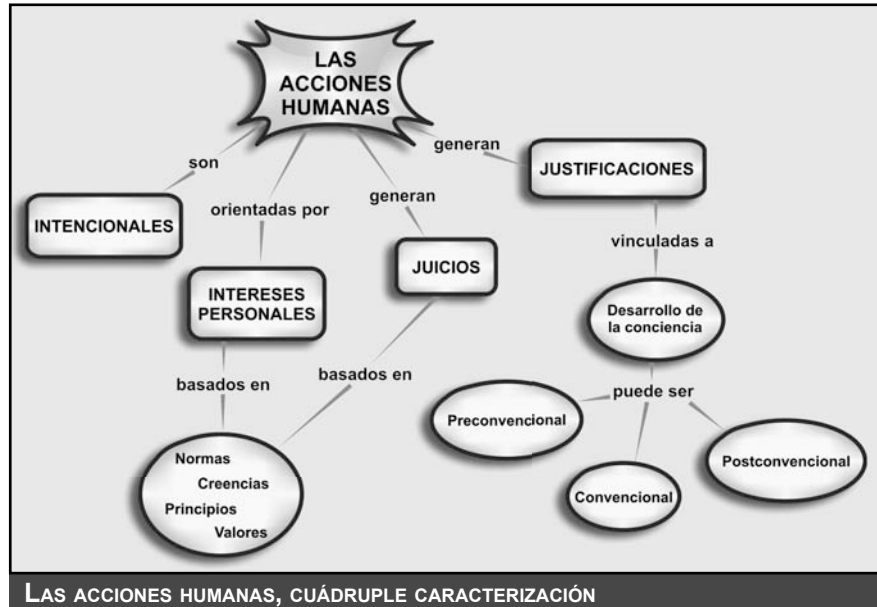 LAS
ACCIONES
HUMANAS
son
INTENCIONALES
orientadas por
INTERESES
PERSONALES
basados en
generan
JUICIOS
basados en
Normas
Creencias
Principios
Valores
generan
JUSTIFICACIONES
vinculadas a
Desarrollo de
la conciencia
puede ser
Preconvencional
Convencional
Postconvencional
LAS ACCIONES HUMANAS, CUÁDRUPLE CARACTERIZACIÓN